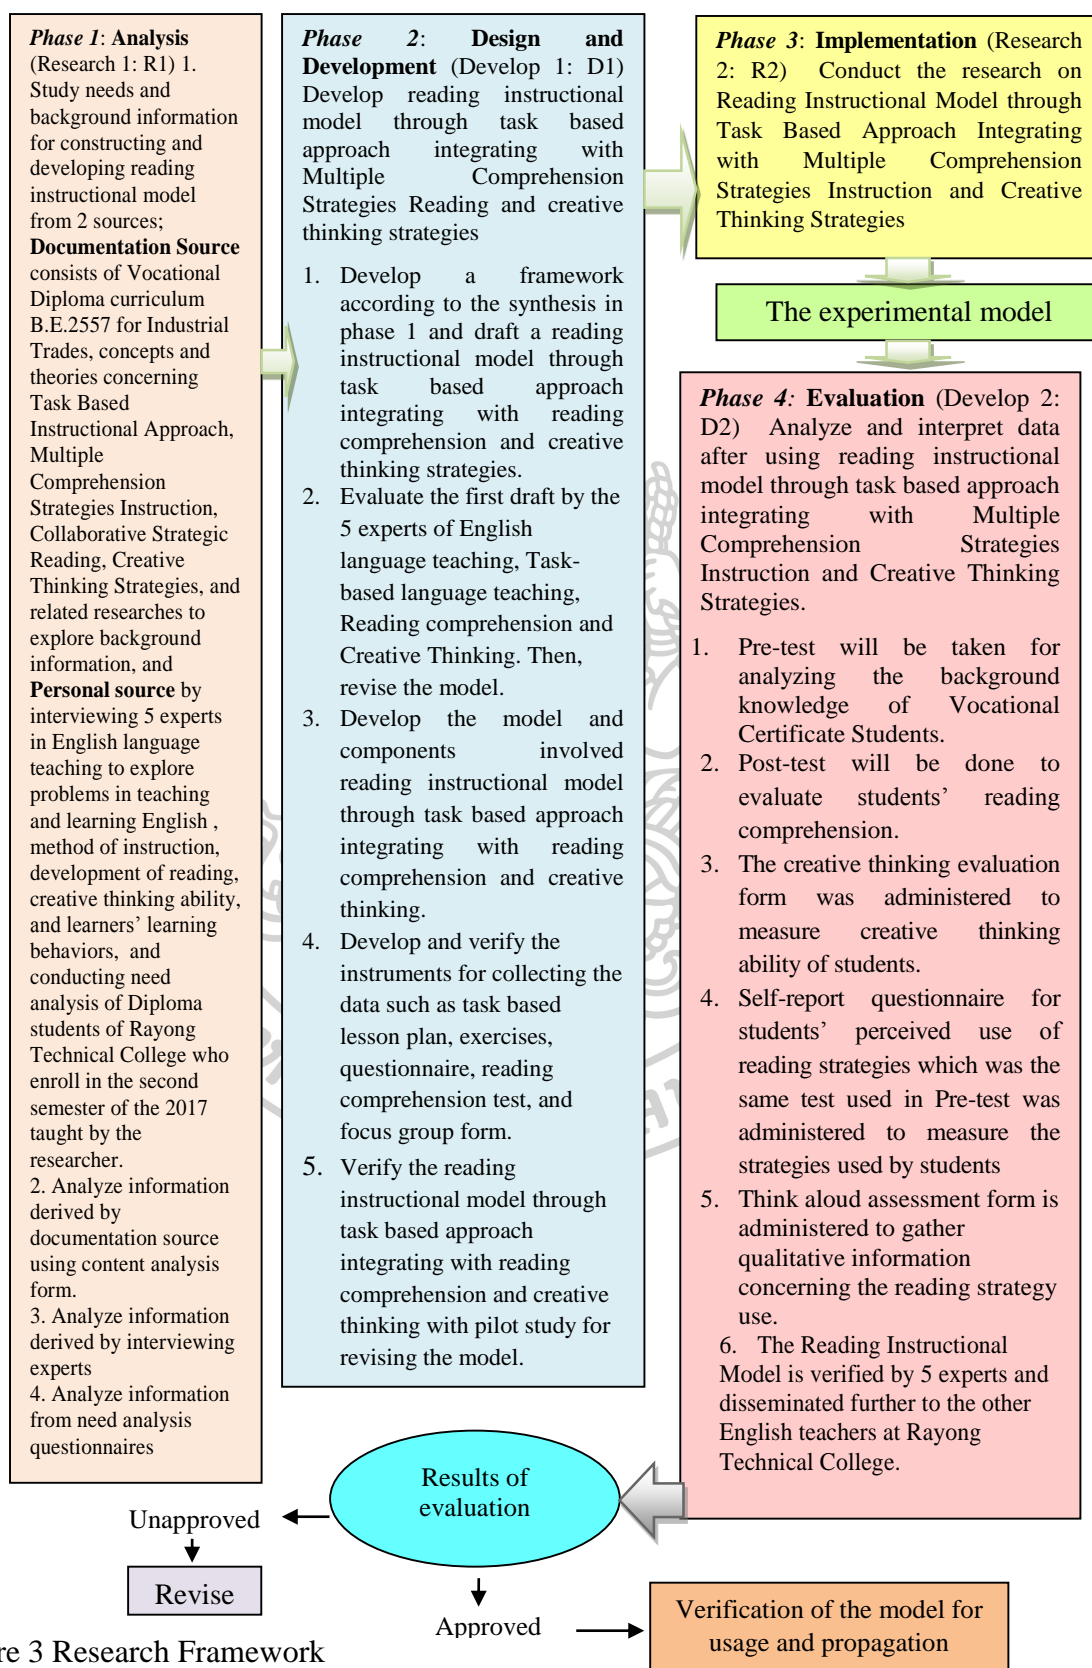 Phase 1: Analysis
(Research 1: R1) 1.
Study needs and
background information
for constructing and
developing reading
instructional model
from 2 sources;
Documentation Source
consists of Vocational
Diploma curriculum
B.E.2557 for Industrial
Trades, concepts and
theories concerning
Task Based
Instructional Approach,
Multiple
Comprehension
Strategies Instruction,
Collaborative Strategic
Reading, Creative
Thinking Strategies, and
related researches to
explore background
information, and
Personal source by
interviewing 5 experts
in English language
teaching to explore
problems in teaching
and learning English ,
method of instruction,
development of reading,
creative thinking ability,
and learners' learning
behaviors, and
conducting need
analysis of Diploma
students of Rayong
Technical College who
enroll in the second
semester of the 2017
taught by the
researcher.
2. Analyze information
derived by
documentation source
using content analysis
form.
3. Analyze information
derived by interviewing
experts
4. Analyze information
from need analysis
questionnaires
Phase 2: Design and
Development (Develop 1: D1)
Develop reading instructional
model through task based
approach integrating with
Multiple Comprehension
Strategies Reading and creative
thinking strategies
1. Develop a framework
according to the synthesis in
phase 1 and draft a reading
instructional model through
task based approach
integrating with reading
comprehension and creative
thinking strategies.
2. Evaluate the first draft by the
5 experts of English
language teaching, Task-
based language teaching,
Reading comprehension and
Creative Thinking. Then,
revise the model.
3. Develop the model and
components involved
reading instructional model
through task based approach
integrating with reading
comprehension and creative
thinking.
4. Develop and verify the
instruments for collecting the
data such as task based
lesson plan, exercises,
questionnaire, reading
comprehension test, and
focus group form.
5. Verify the reading
instructional model through
task based approach
integrating with reading
comprehension and creative
thinking with pilot study for
revising the model.
Phase 3: Implementation (Research
2: R2) Conduct the research on
Reading Instructional Model through
Task Based Approach Integrating
with Multiple Comprehension
Strategies Instruction and Creative
Thinking Strategies
The experimental model
Phase 4: Evaluation (Develop 2:
D2) Analyze and interpret data
after using reading instructional
model through task based approach
integrating with Multiple
Comprehension Strategies
Instruction and Creative Thinking
Strategies.
1. Pre-test will be taken for
analyzing the background
knowledge of Vocational
Certificate Students.
2. Post-test will be done to
evaluate students' reading
comprehension.
3. The creative thinking evaluation
form was administered to
measure creative thinking
ability of students.
4. Self-report questionnaire for
students' perceived use of
reading strategies which was the
same test used in Pre-test was
administered to measure the
strategies used by students
5. Think aloud assessment form is
administered to gather
qualitative information
concerning the reading strategy
use.
6. The Reading Instructional
Model is verified by 5 experts and
disseminated further to the other
English teachers at Rayong
Technical College.
Results of
evaluation
Unapproved
Revise
Approved
Verification of the model for
usage and propagation
re 3 Research Framework